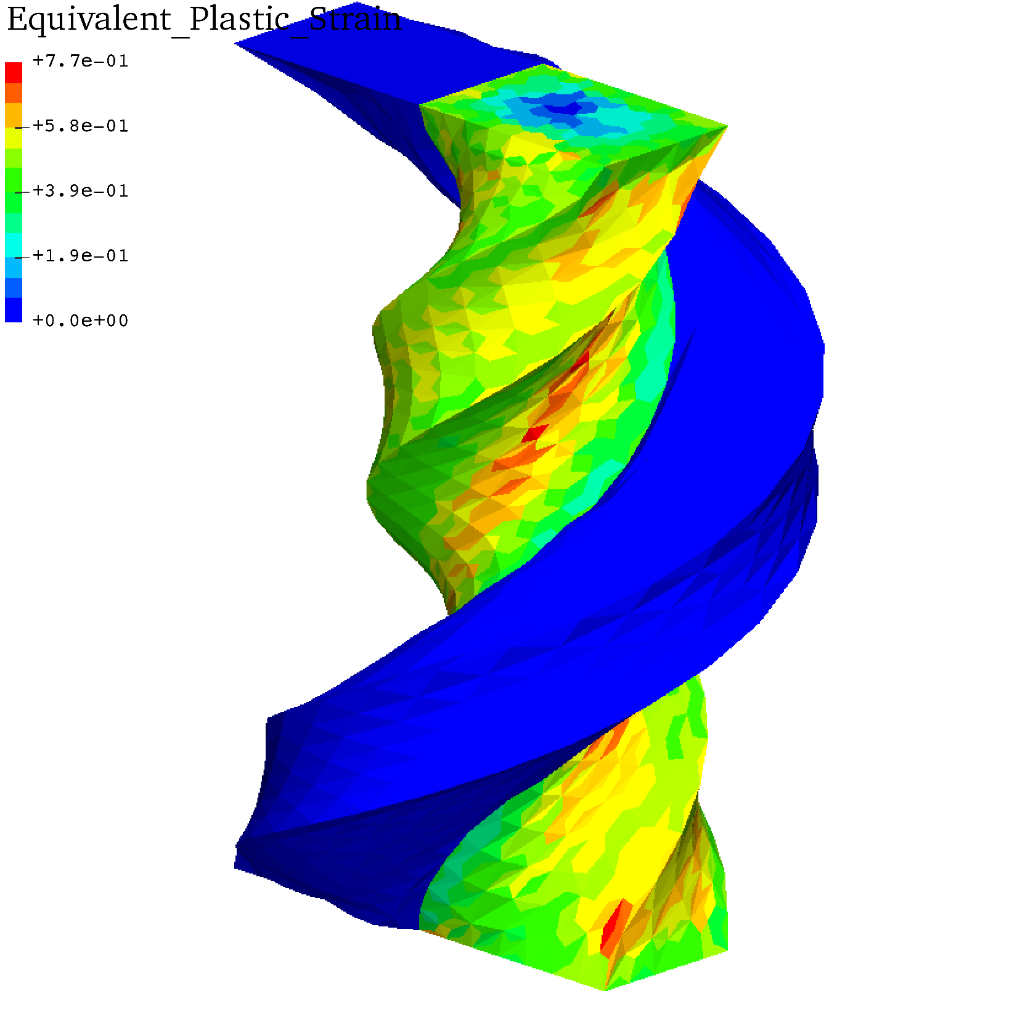 Equivalent_Plastic_Strain
+7.7e-01
+5.8e-01
+3.9e-01
+1.9e-01
+0.0e+00